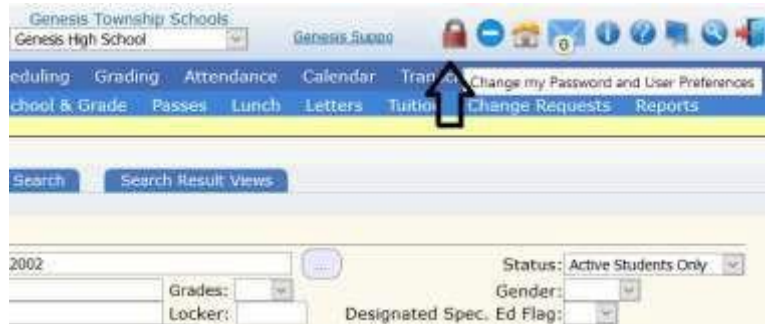 Genesis Township Schools
Genesis High School
Genesis Suppo
0
eduling Grading Attendance Calendar Tran
Change my Password and User Preferences
chool & Grade Passes Lunch Letters Tuitio Change Requests Reports
Search Search Result Views
2002 ... Status: Active Students Only
Grades: Gender:
Locker: Designated Spec. Ed Flag: